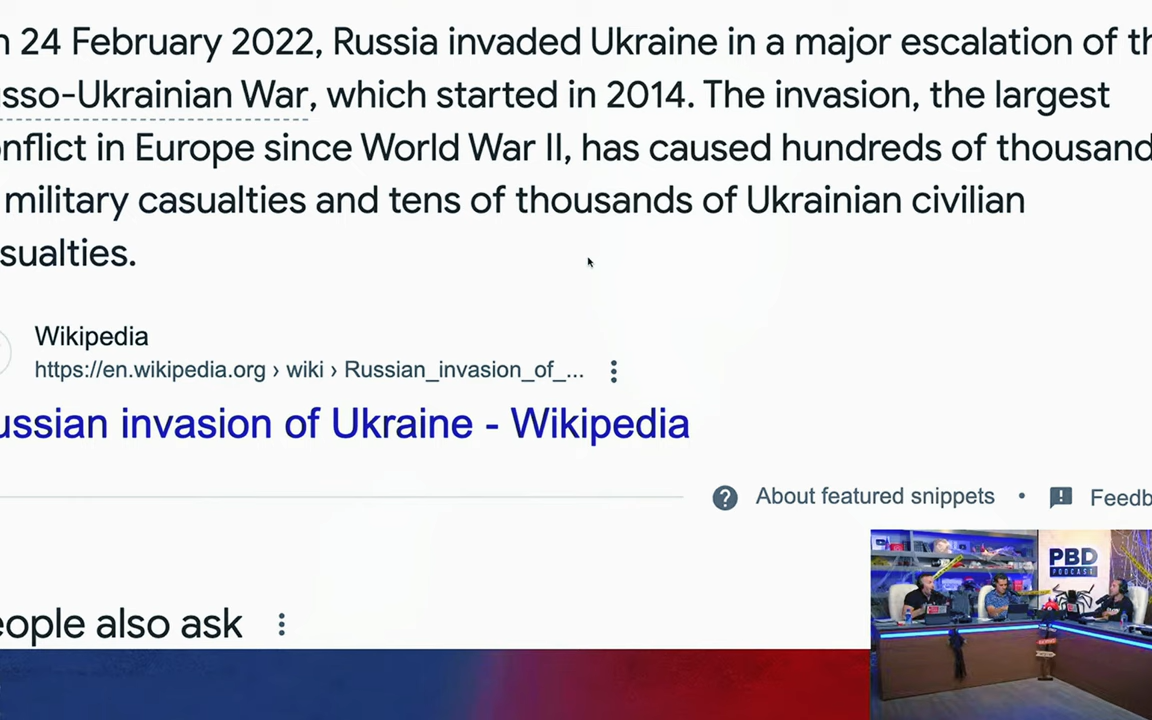 n 24 February 2022, Russia invaded Ukraine in a major escalation of th
sso-Ukrainian War, which started in 2014. The invasion, the largest
nflict in Europe since World War II, has caused hundreds of thousand
military casualties and tens of thousands of Ukrainian civilian
sualties.
Wikipedia
https://en.wikipedia.org › wiki › Russian_invasion_of_...
ussian invasion of Ukraine - Wikipedia
About featured snippets • Feedb
eople also ask
PBD
PODCAST